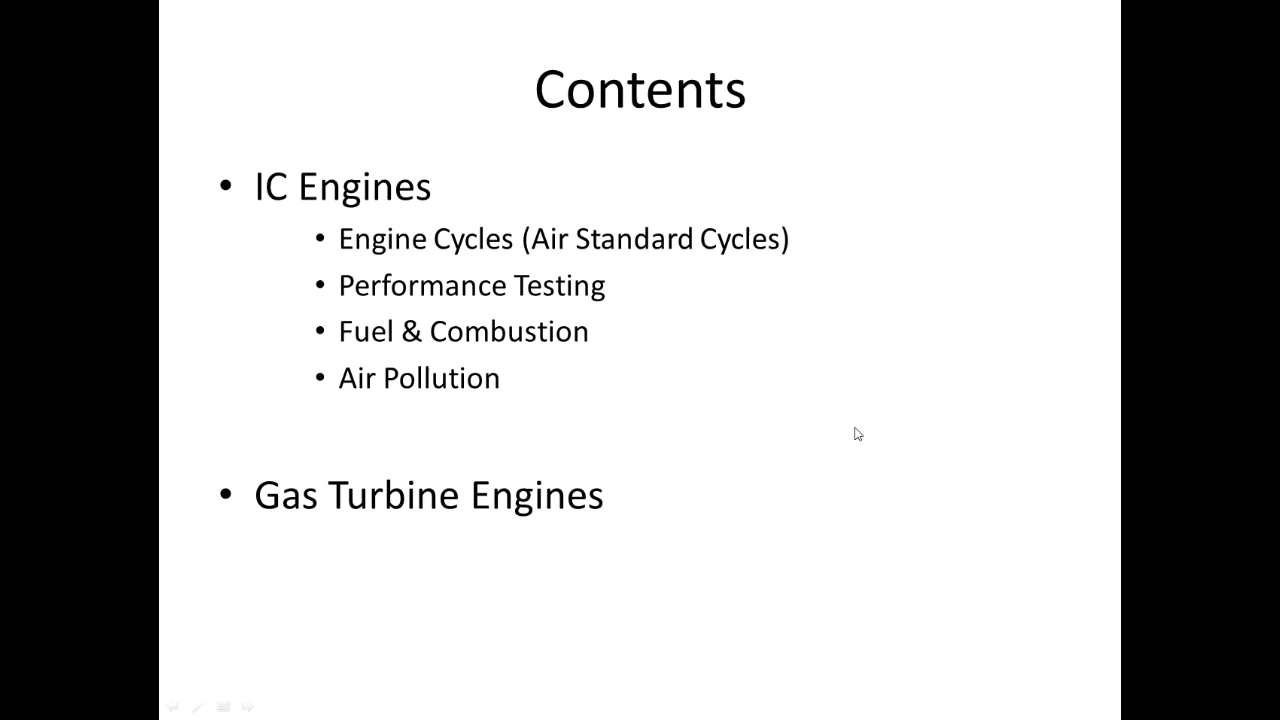 Contents
• IC Engines
• Engine Cycles (Air Standard Cycles)
• Performance Testing
• Fuel & Combustion
• Air Pollution
• Gas Turbine Engines